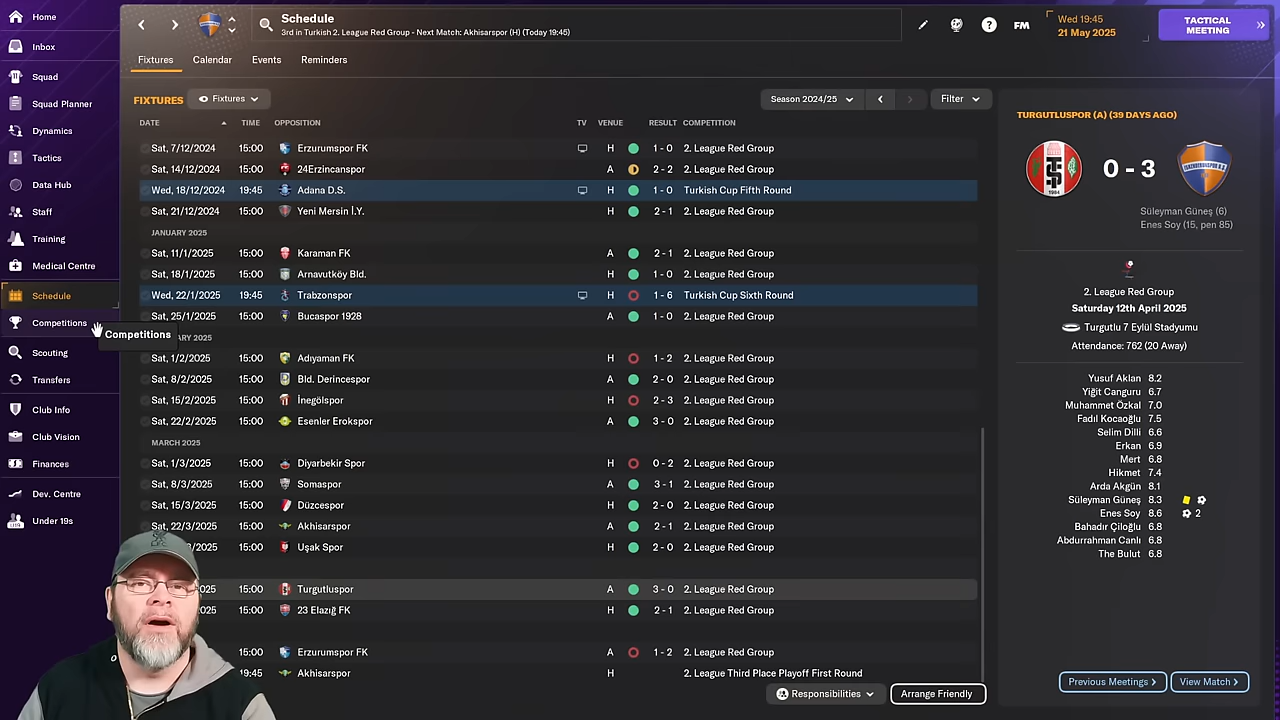 Home
Inbox
Squad
Squad Planner
Dynamics
Tactics
Data Hub
Staff
Training
Medical Centre
Schedule
Competitions
Competitions
Scouting
Transfers
Club Info
Club Vision
Finances
Dev. Centre
Under 19s
Schedule
3rd in Turkish 2. League Red Group - Next Match: Akhisarspor (H) (Today 19:45)
FM
Wed 19:45
21 May 2025
TACTICAL MEETING
Fixtures Calendar Events Reminders
FIXTURES Fixtures Season 2024/25 Filter
DATE TIME OPPOSITION TV VENUE RESULT COMPETITION
Sat, 7/12/2024 15:00 Erzurumspor FK H 1 - 0 2. League Red Group
Sat, 14/12/2024 15:00 24Erzincanspor A 2 - 2 2. League Red Group
Wed, 18/12/2024 19:45 Adana D.S. H 1 - 0 Turkish Cup Fifth Round
Sat, 21/12/2024 15:00 Yeni Mersin İ.Y. H 2 - 1 2. League Red Group
JANUARY 2025
Sat, 11/1/2025 15:00 Karaman FK A 2 - 1 2. League Red Group
Sat, 18/1/2025 15:00 Arnavutköy Bld. H 1 - 0 2. League Red Group
Wed, 22/1/2025 19:45 Trabzonspor H 1 - 6 Turkish Cup Sixth Round
Sat, 25/1/2025 15:00 Bucaspor 1928 A 1 - 0 2. League Red Group
ARY 2025
Sat, 1/2/2025 15:00 Adıyaman FK H 1 - 2 2. League Red Group
Sat, 8/2/2025 15:00 Bld. Derincespor A 2 - 0 2. League Red Group
Sat, 15/2/2025 15:00 İnegölspor H 2 - 3 2. League Red Group
Sat, 22/2/2025 15:00 Esenler Erokspor A 3 - 0 2. League Red Group
MARCH 2025
Sat, 1/3/2025 15:00 Diyarbekir Spor H 0 - 2 2. League Red Group
Sat, 8/3/2025 15:00 Somaspor A 3 - 1 2. League Red Group
Sat, 15/3/2025 15:00 Düzcespor H 2 - 0 2. League Red Group
Sat, 22/3/2025 15:00 Akhisarspor A 2 - 1 2. League Red Group
3/2025 15:00 Uşak Spor H 2 - 0 2. League Red Group
2025 15:00 Turgutluspor A 3 - 0 2. League Red Group
2025 15:00 23 Elazığ FK H 2 - 1 2. League Red Group
15:00 Erzurumspor FK A 1 - 2 2. League Red Group
19:45 Akhisarspor H 2. League Third Place Playoff First Round
Responsibilities Arrange Friendly
TURGUTLUSPOR (A) (39 DAYS AGO)
0 - 3
Süleyman Güneş (6)
Enes Soy (15, pen 85)
2. League Red Group
Saturday 12th April 2025
Turgutlu 7 Eylül Stadyumu
Attendance: 762 (20 Away)
Yusuf Aklan 8.2
Yiğit Canguru 6.7
Muhammet Özkal 7.0
Fadıl Kocaoğlu 7.5
Selim Dilli 6.6
Erkan 6.9
Mert 6.8
Hikmet 7.4
Arda Akgün 8.1
Süleyman Güneş 8.3
Enes Soy 8.6 2
Bahadır Çiloğlu 6.8
Abdurrahman Canlı 6.8
The Bulut 6.8
Previous Meetings View Match